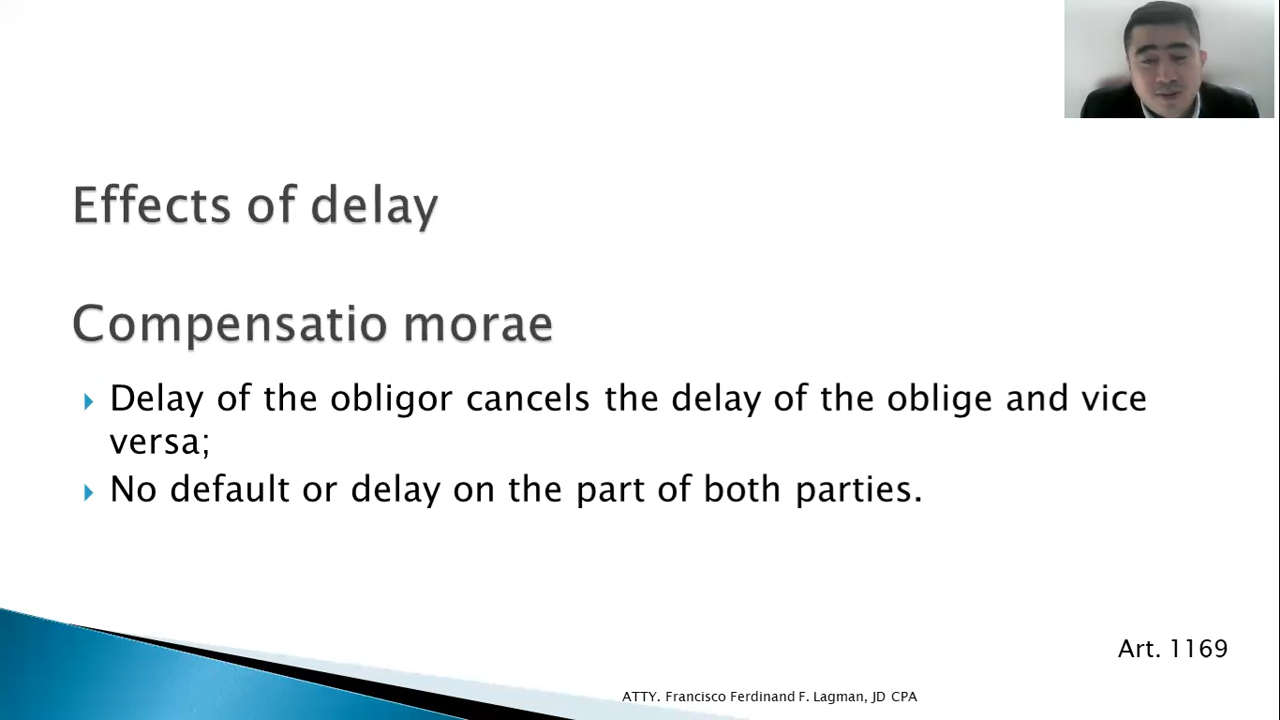 Effects of delay
Compensatio morae
Delay of the obligor cancels the delay of the oblige and vice
versa;
No default or delay on the part of both parties.
Art. 1169
ATTY. Francisco Ferdinand F. Lagman, JD CPA